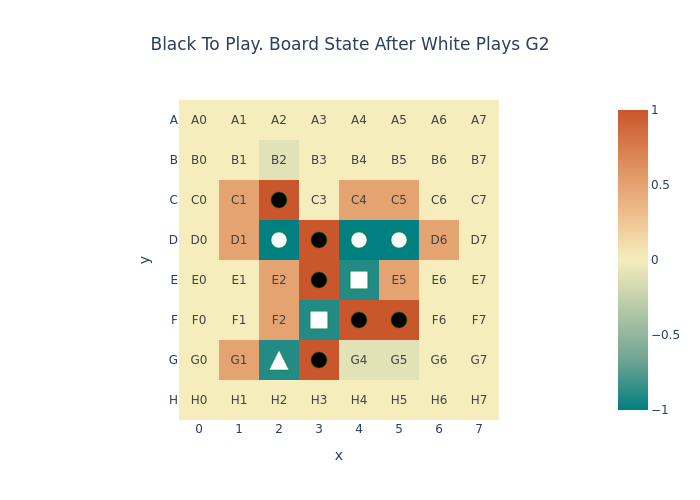 Black To Play. Board State After White Plays G2
A A0 A1 A2 A3 A4 A5 A6 A7
B B0 B1 B2 B3 B4 B5 B6 B7
C C0 C1 C3 C4 C5 C6 C7
D D0 D1 D6 D7
E E0 E1 E2 E5 E6 E7
F F0 F1 F2 F6 F7
G G0 G1 G4 G5 G6 G7
H H0 H1 H2 H3 H4 H5 H6 H7
0 1 2 3 4 5 6 7
x
y
1
0.5
0
−0.5
−1